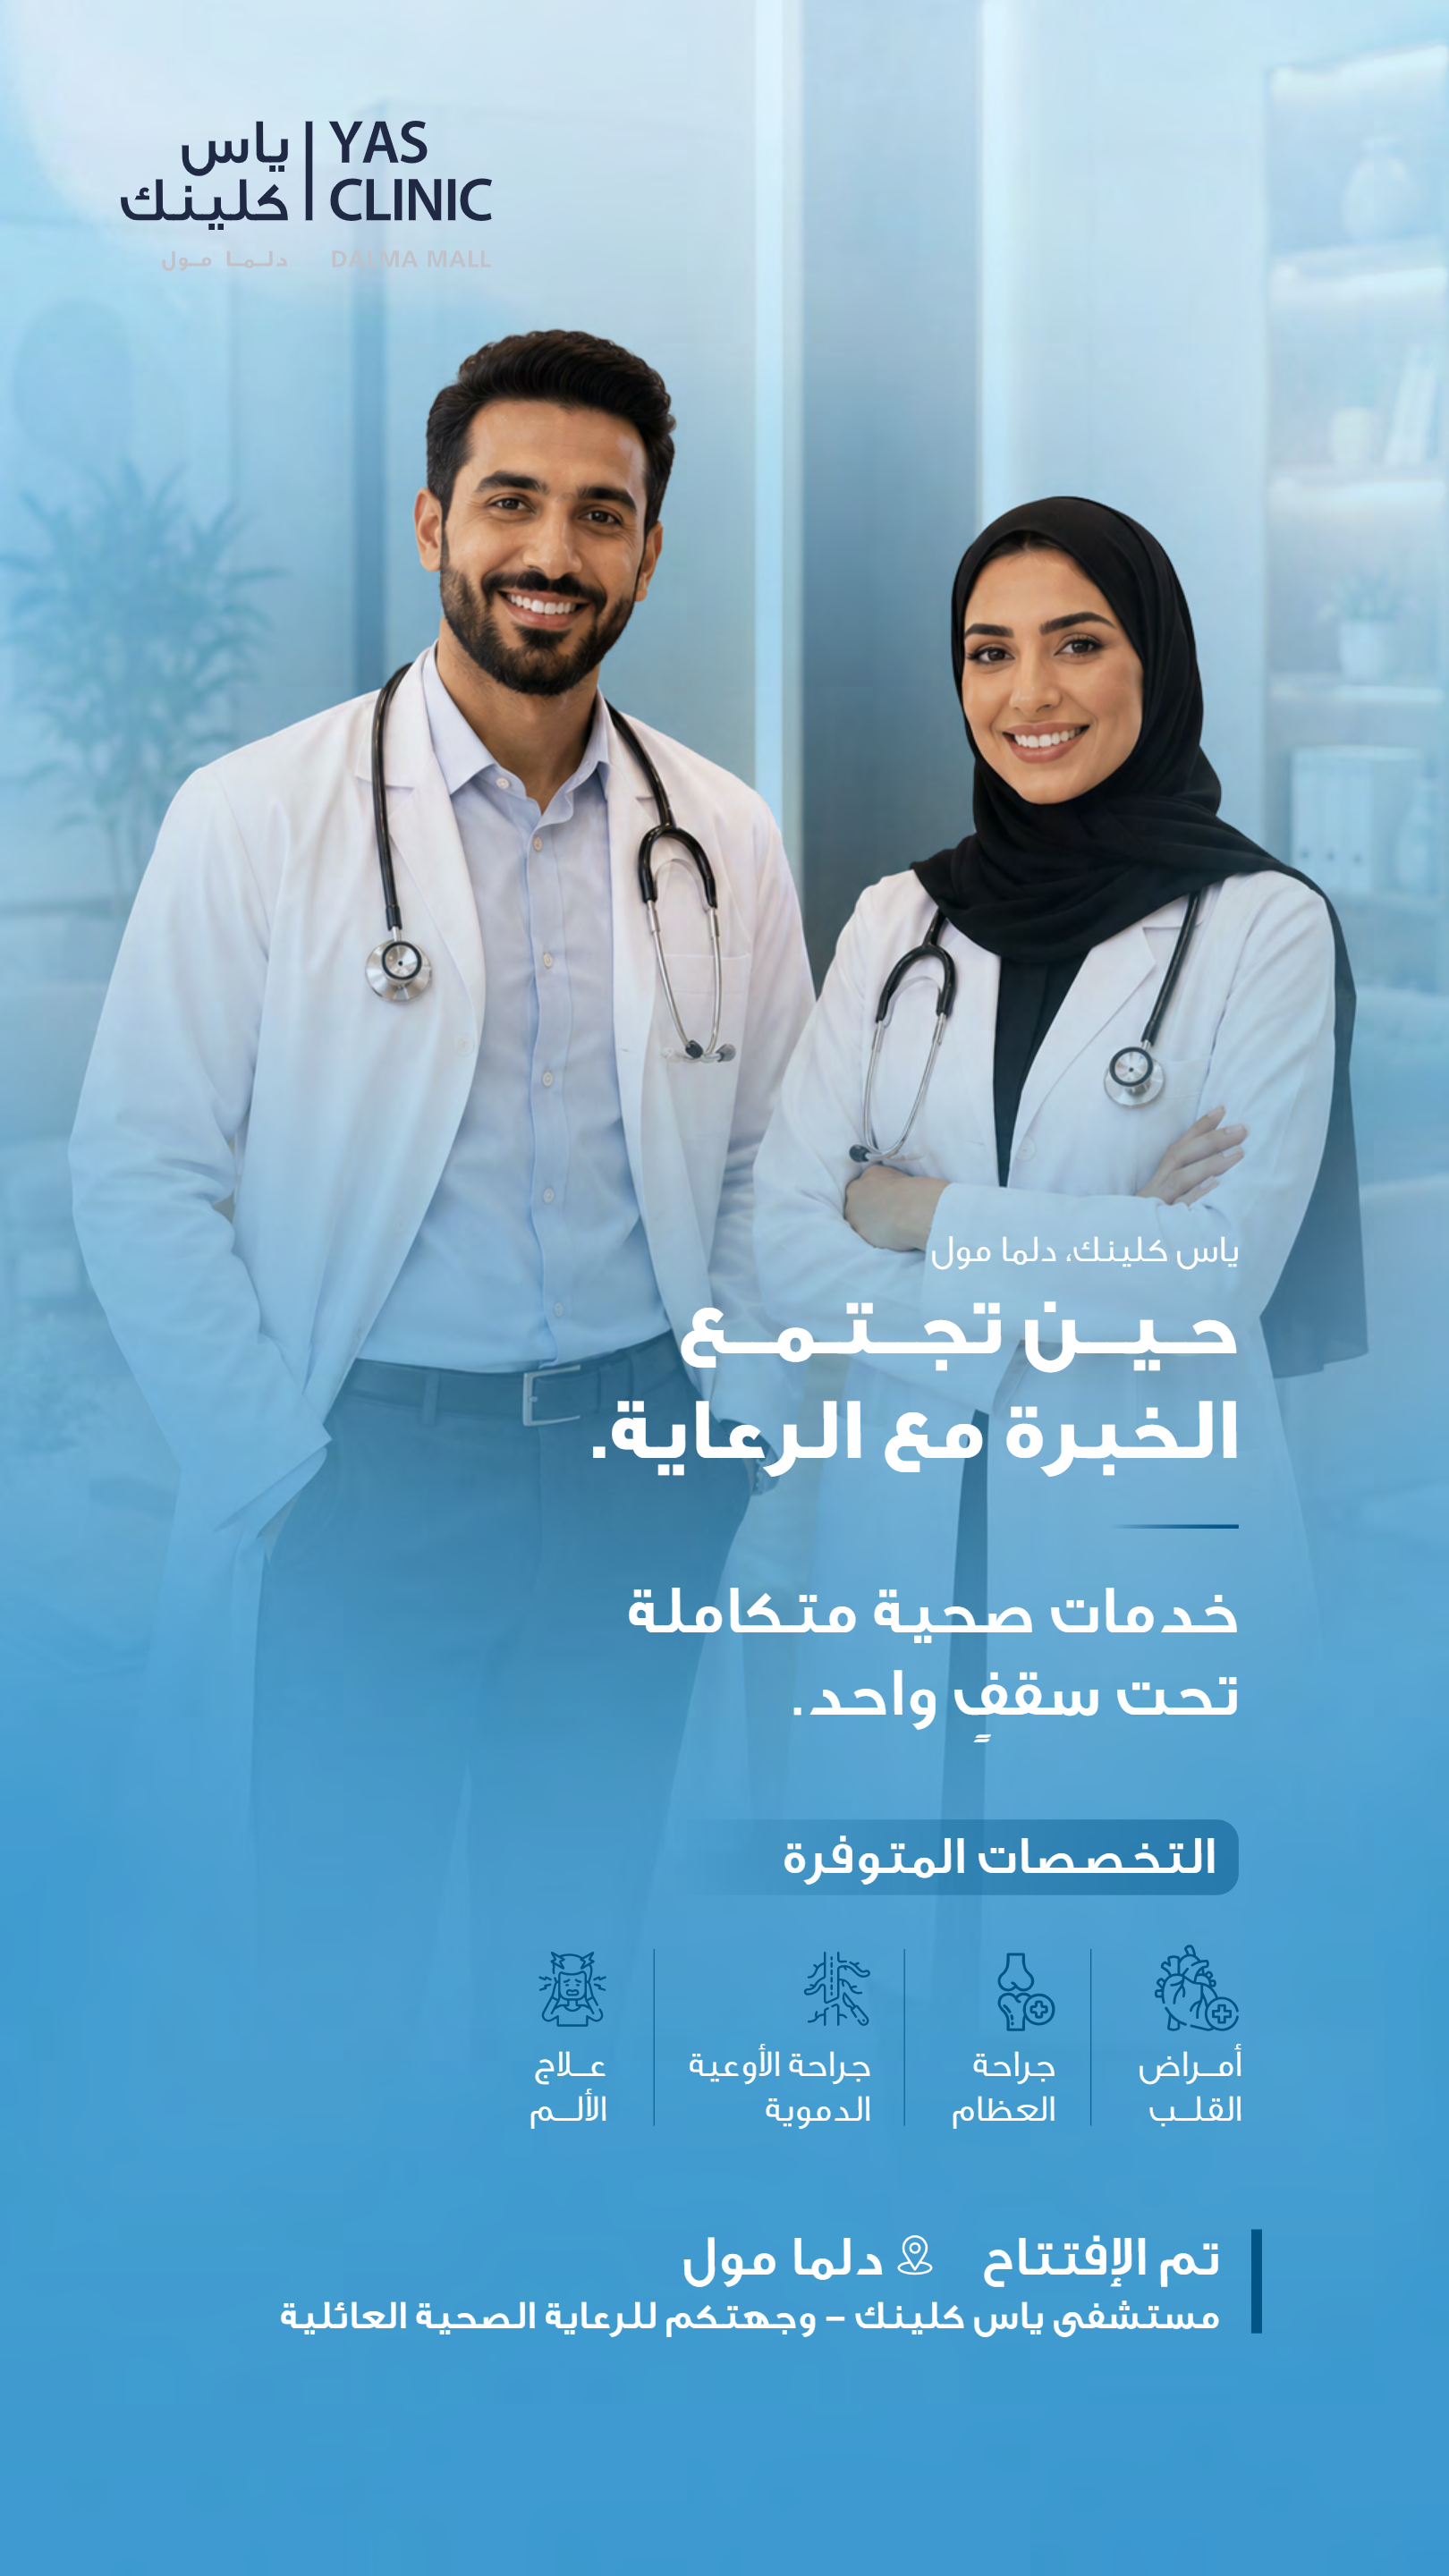 ياس YAS
كلينك CLINIC
دلما مول DALMA MALL
ياس كلينك، دلما مول
حين تجتمع
الخبرة مع الرعاية.
خدمات صحية متكاملة
تحت سقفٍ واحد.
التخصصات المتوفرة
أمراض القلب
جراحة العظام
جراحة الأوعية الدموية
علاج الألم
تم الإفتتاح دلما مول
مستشفى ياس كلينك – وجهتكم للرعاية الصحية العائلية